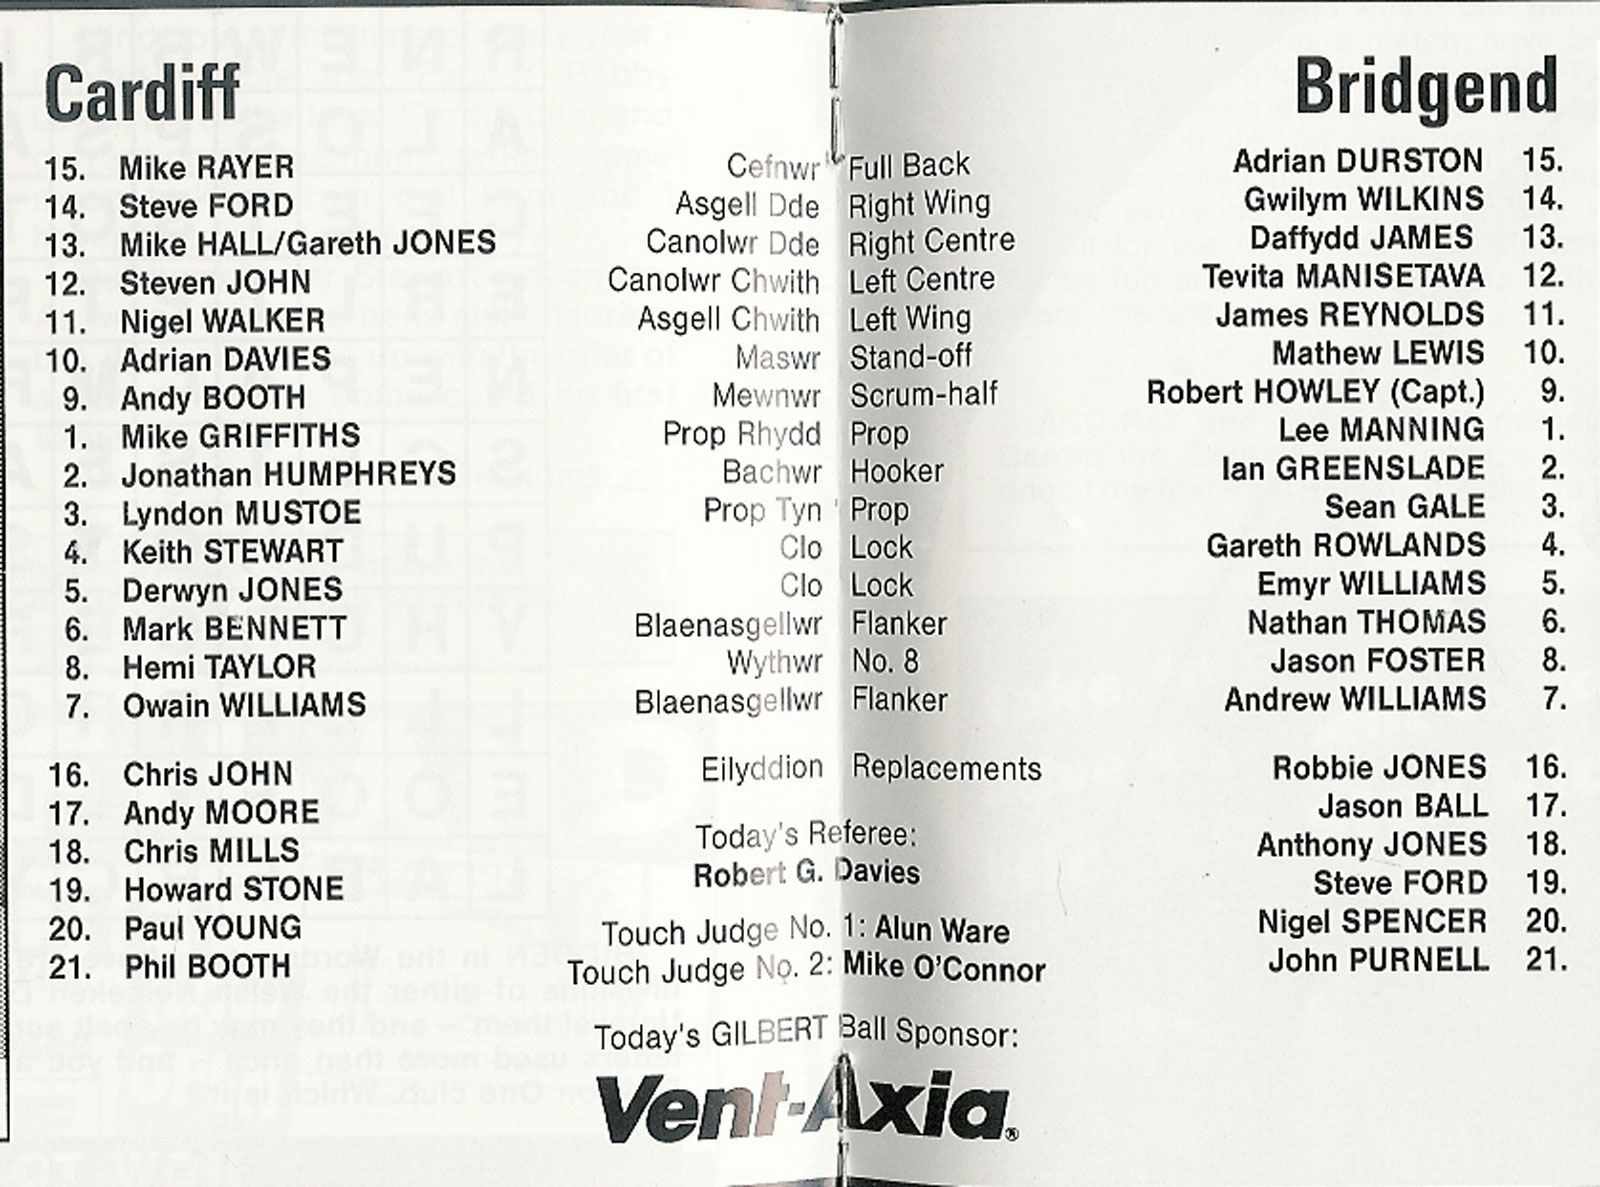 Cardiff Bridgend
15. Mike RAYER Cefnwr Full Back Adrian DURSTON 15.
14. Steve FORD Asgell Dde Right Wing Gwilym WILKINS 14.
13. Mike HALL/Gareth JONES Canolwr Dde Right Centre Daffydd JAMES 13.
12. Steven JOHN Canolwr Chwith Left Centre Tevita MANISETAVA 12.
11. Nigel WALKER Asgell Chwith Left Wing James REYNOLDS 11.
10. Adrian DAVIES Maswr Stand-off Mathew LEWIS 10.
9. Andy BOOTH Mewnwr Scrum-half Robert HOWLEY (Capt.) 9.
1. Mike GRIFFITHS Prop Rhydd Prop Lee MANNING 1.
2. Jonathan HUMPHREYS Bachwr Hooker Ian GREENSLADE 2.
3. Lyndon MUSTOE Prop Tyn Prop Sean GALE 3.
4. Keith STEWART Clo Lock Gareth ROWLANDS 4.
5. Derwyn JONES Clo Lock Emyr WILLIAMS 5.
6. Mark BENNETT Blaenasgellwr Flanker Nathan THOMAS 6.
8. Hemi TAYLOR Wythwr No. 8 Jason FOSTER 8.
7. Owain WILLIAMS Blaenasgellwr Flanker Andrew WILLIAMS 7.
16. Chris JOHN Eilyddion Replacements Robbie JONES 16.
17. Andy MOORE Jason BALL 17.
Today's Referee:
18. Chris MILLS Anthony JONES 18.
Robert G. Davies
19. Howard STONE Steve FORD 19.
20. Paul YOUNG Touch Judge No. 1: Alun Ware Nigel SPENCER 20.
21. Phil BOOTH Touch Judge No. 2: Mike O'Connor John PURNELL 21.
Today's GILBERT Ball Sponsor:
Vent-Axia®